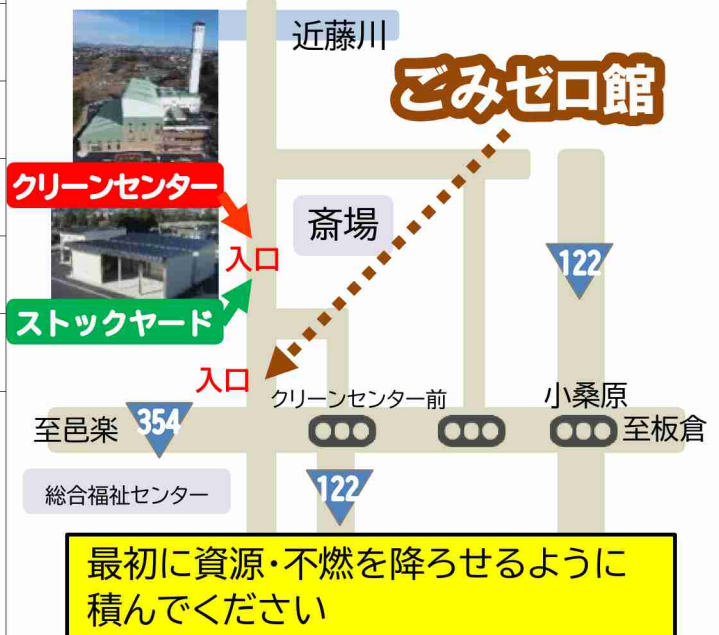 近藤川
ごみゼロ館
クリーンセンター
斎場
入口
122
ストックヤード
入口
クリーンセンター前
小桑原
至邑楽
354
至板倉
総合福祉センター
122
最初に資源・不燃を降ろせるように
積んでください